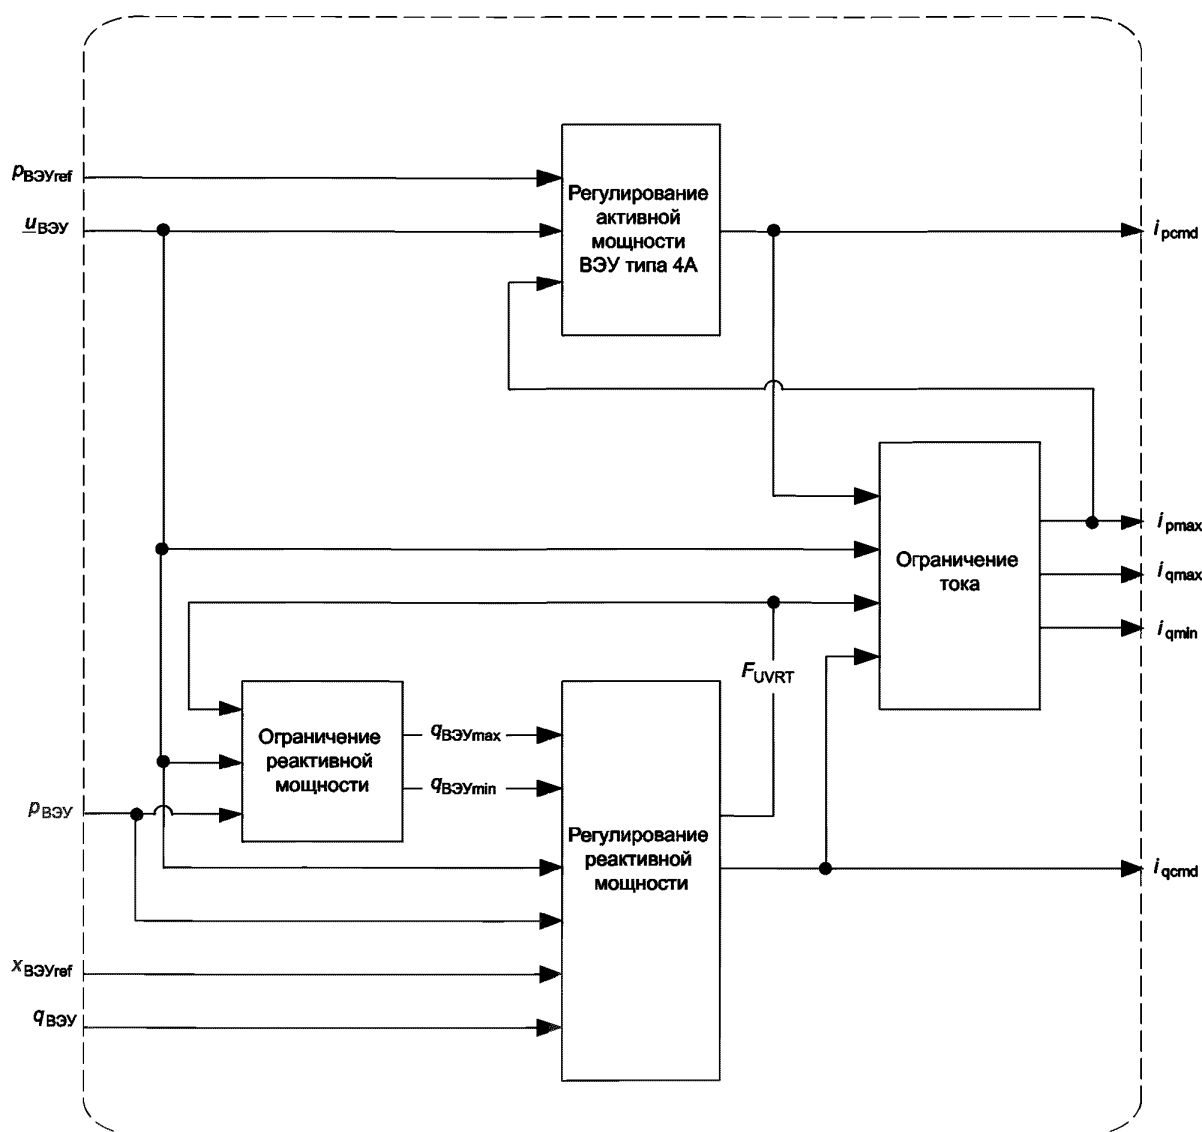 pВЭУref
uВЭУ
Регулирование
активной
мощности
ВЭУ типа 4А
ipcmd
Ограничение
тока
ipmax
iqmax
iqmin
FUVRT
Ограничение
реактивной
мощности
qВЭУmax
qВЭУmin
pВЭУ
Регулирование
реактивной
мощности
iqcmd
xВЭУref
qВЭУ